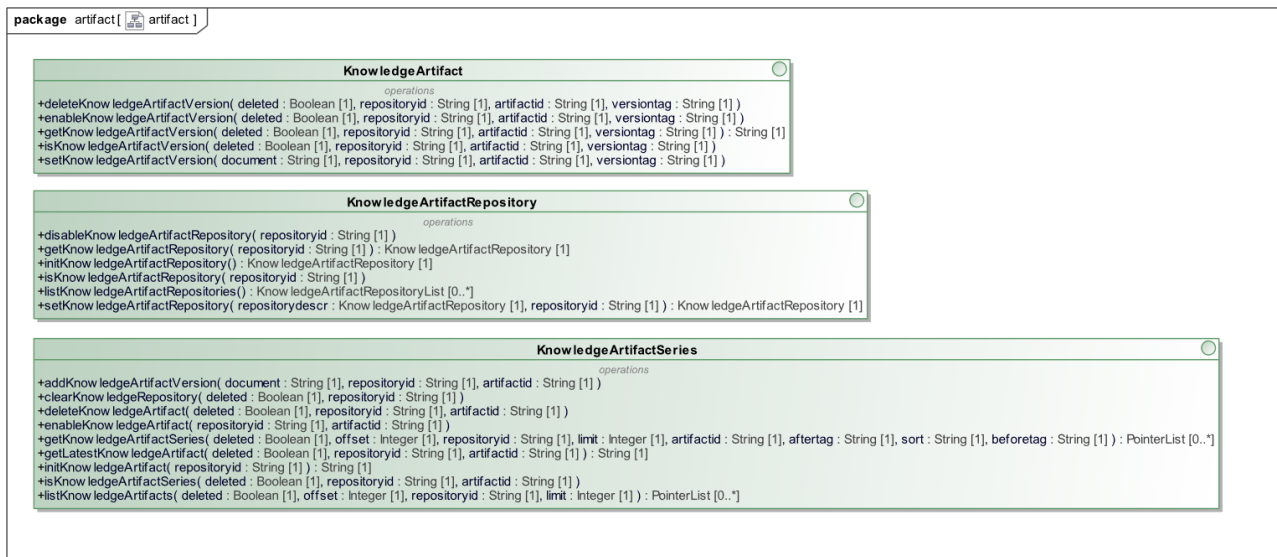 package artifact [ artifact ]
KnowledgeArtifact
operations
+deleteKnowledgeArtifactVersion( deleted : Boolean [1], repositoryid : String [1], artifactid : String [1], versiontag : String [1] )
+enableKnowledgeArtifactVersion( deleted : Boolean [1], repositoryid : String [1], artifactid : String [1], versiontag : String [1] )
+getKnowledgeArtifactVersion( deleted : Boolean [1], repositoryid : String [1], artifactid : String [1], versiontag : String [1] ) : String [1]
+isKnowledgeArtifactVersion( deleted : Boolean [1], repositoryid : String [1], artifactid : String [1], versiontag : String [1] )
+setKnowledgeArtifactVersion( document : String [1], repositoryid : String [1], artifactid : String [1], versiontag : String [1] )
KnowledgeArtifactRepository
operations
+disableKnowledgeArtifactRepository( repositoryid : String [1] )
+getKnowledgeArtifactRepository( repositoryid : String [1] ) : KnowledgeArtifactRepository [1]
+initKnowledgeArtifactRepository() : KnowledgeArtifactRepository [1]
+isKnowledgeArtifactRepository( repositoryid : String [1] )
+listKnowledgeArtifactRepositories() : KnowledgeArtifactRepositoryList [0..*]
+setKnowledgeArtifactRepository( repositorydescr : KnowledgeArtifactRepository [1], repositoryid : String [1] ) : KnowledgeArtifactRepository [1]
KnowledgeArtifactSeries
operations
+addKnowledgeArtifactVersion( document : String [1], repositoryid : String [1], artifactid : String [1] )
+clearKnowledgeRepository( deleted : Boolean [1], repositoryid : String [1] )
+deleteKnowledgeArtifact( deleted : Boolean [1], repositoryid : String [1], artifactid : String [1] )
+enableKnowledgeArtifact( repositoryid : String [1], artifactid : String [1] )
+getKnowledgeArtifactSeries( deleted : Boolean [1], offset : Integer [1], repositoryid : String [1], limit : Integer [1], artifactid : String [1], aftertag : String [1], sort : String [1], beforetag : String [1] ) : PointerList [0..*]
+getLatestKnowledgeArtifact( deleted : Boolean [1], repositoryid : String [1], artifactid : String [1] ) : String [1]
+initKnowledgeArtifact( repositoryid : String [1] ) : String [1]
+isKnowledgeArtifactSeries( deleted : Boolean [1], repositoryid : String [1], artifactid : String [1] )
+listKnowledgeArtifacts( deleted : Boolean [1], offset : Integer [1], repositoryid : String [1], limit : Integer [1] ) : PointerList [0..*]